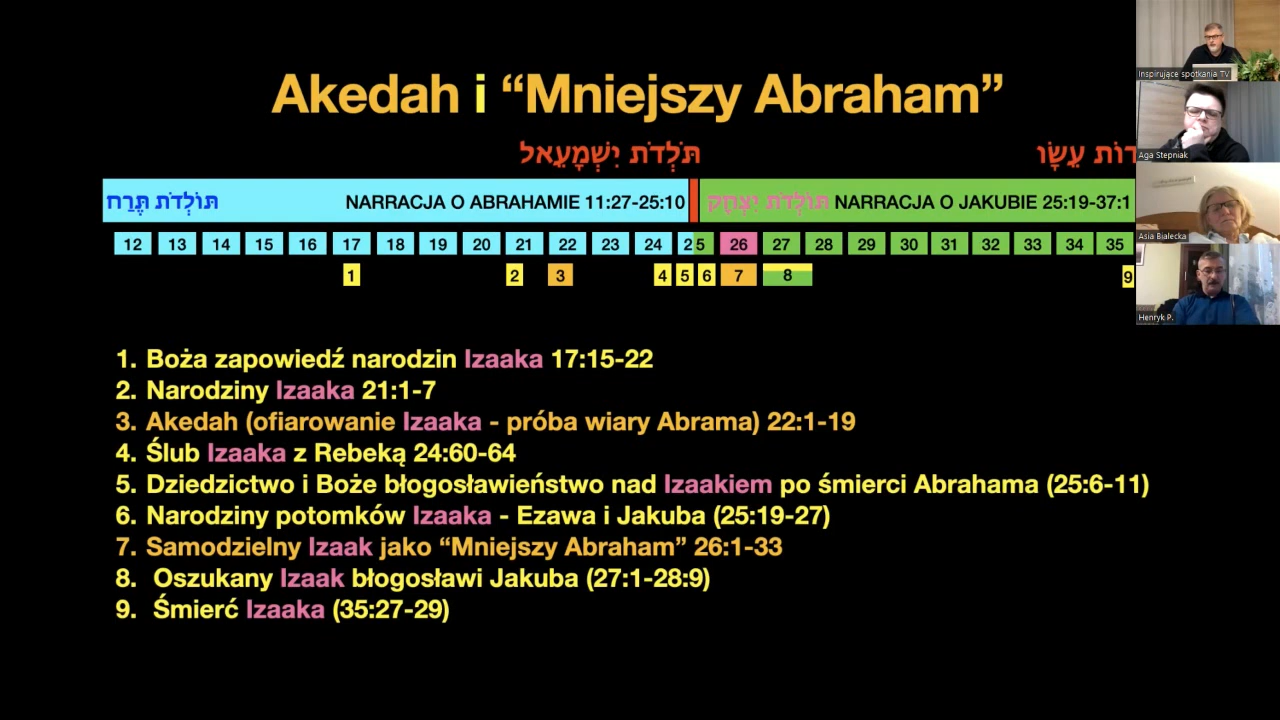 Akedah i “Mniejszy Abraham”
תֹּלְדֹת יִשְׁמָעֵאל
דוֹת עֵשָׂו
תּוֹלְדֹת תֶּרַח NARRACJA O ABRAHAMIE 11:27-25:10 תּוֹלְדֹת יִצְחָק NARRACJA O JAKUBIE 25:19-37:1
12 13 14 15 16 17 18 19 20 21 22 23 24 25 26 27 28 29 30 31 32 33 34 35
1 2 3 4 5 6 7 8 9
1. Boża zapowiedź narodzin Izaaka 17:15-22
2. Narodziny Izaaka 21:1-7
3. Akedah (ofiarowanie Izaaka - próba wiary Abrama) 22:1-19
4. Ślub Izaaka z Rebeką 24:60-64
5. Dziedzictwo i Boże błogosławieństwo nad Izaakiem po śmierci Abrahama (25:6-11)
6. Narodziny potomków Izaaka - Ezawa i Jakuba (25:19-27)
7. Samodzielny Izaak jako “Mniejszy Abraham” 26:1-33
8. Oszukany Izaak błogosławi Jakuba (27:1-28:9)
9. Śmierć Izaaka (35:27-29)
Inspirujące spotkania TV
Aga Stepniak
Asia Białecka
Henryk P.